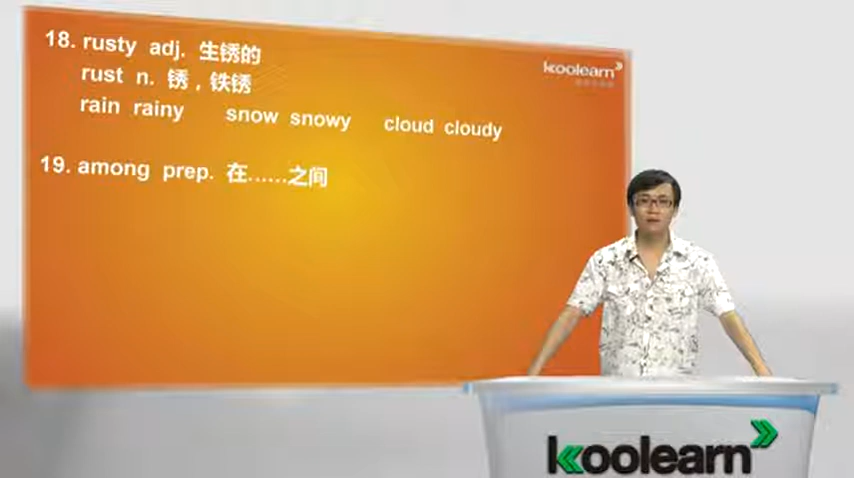 18. rusty adj. 生锈的
rust n. 锈，铁锈
rain rainy snow snowy cloud cloudy
19. among prep. 在……之间
koolearn
koolearn